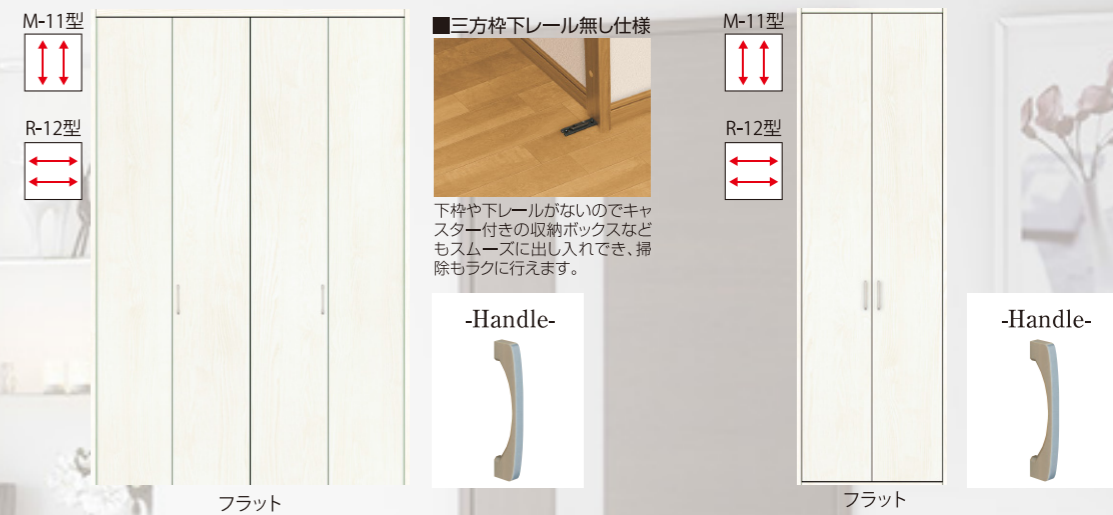 M-11型
R-12型
フラット
■三方枠下レール無し仕様
下枠や下レールがないのでキャ
スター付きの収納ボックスなど
もスムーズに出し入れでき、掃
除もラクに行えます。
-Handle-
M-11型
R-12型
フラット
-Handle-